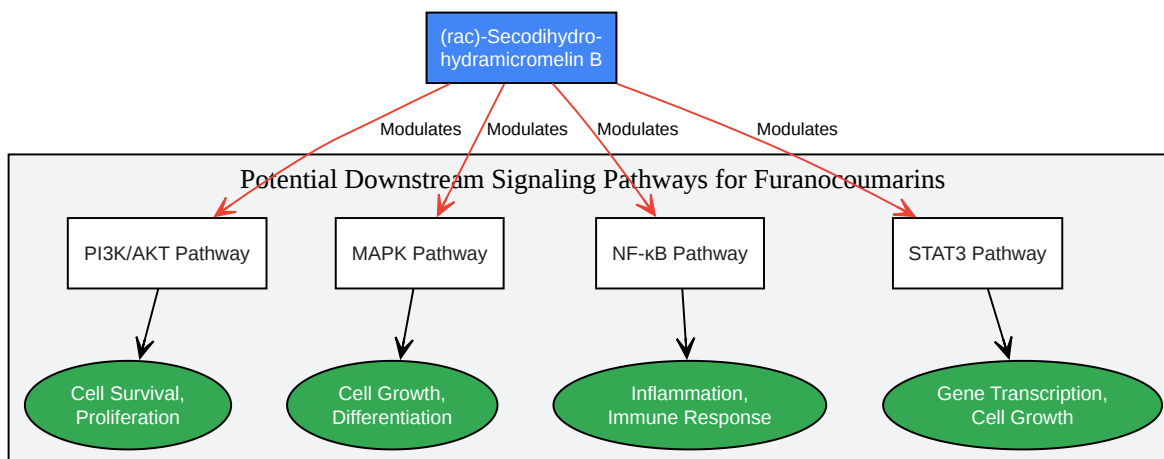 (rac)-Secodihydro-
hydramicromelin B
Modulates
Modulates
Modulates
Modulates
Potential Downstream Signaling Pathways for Furanocoumarins
PI3K/AKT Pathway
MAPK Pathway
NF-κB Pathway
STAT3 Pathway
Cell Survival,
Proliferation
Cell Growth,
Differentiation
Inflammation,
Immune Response
Gene Transcription,
Cell Growth